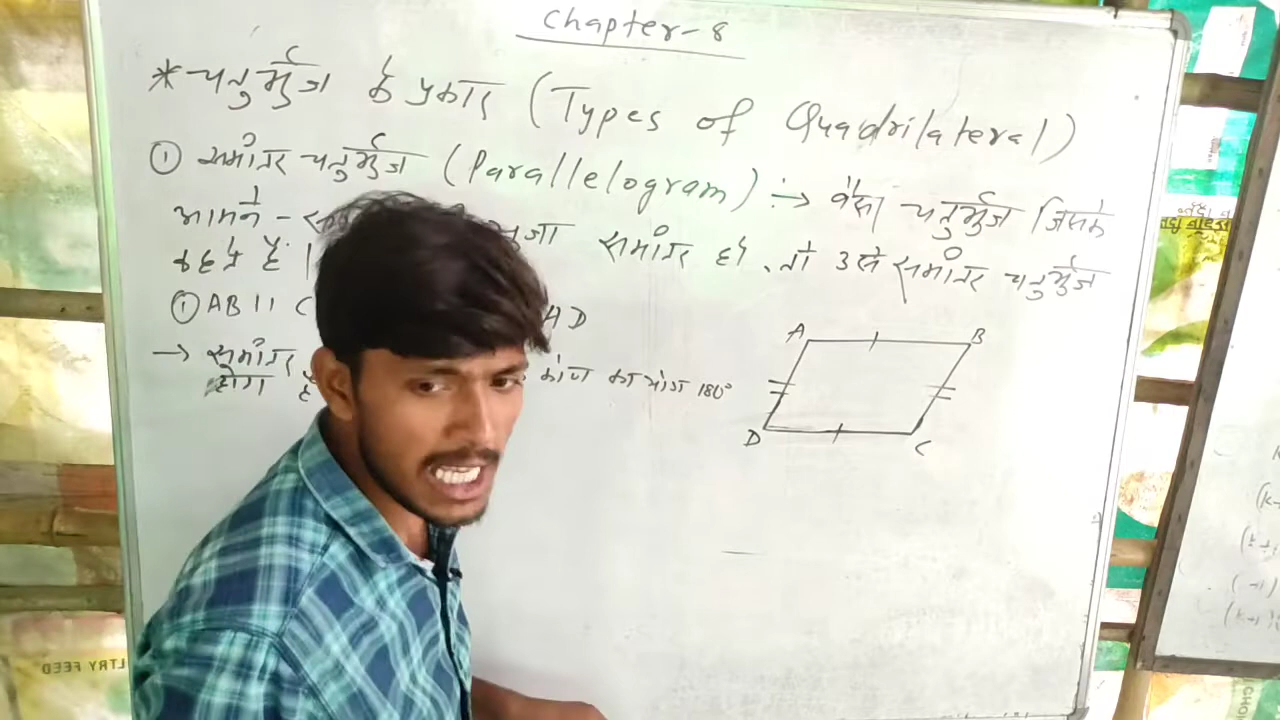 Chapter-8
* चतुर्भुज के प्रकार (Types of Quadrilateral)
① समांतर चतुर्भुज (Parallelogram) :→ वैसा चतुर्भुज जिसके
आमने - भुजा समांतर हो, तो उसे समांतर चतुर्भुज
कहते हैं।
① AB || C AD
→ समांतर कोण का योग 180°
होता है
A B
D C